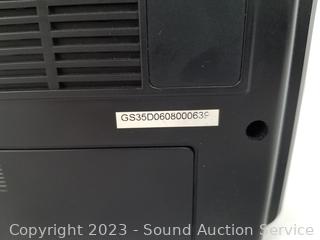 GS35D0608000639
Copyright 2023 - Sound Auction Service